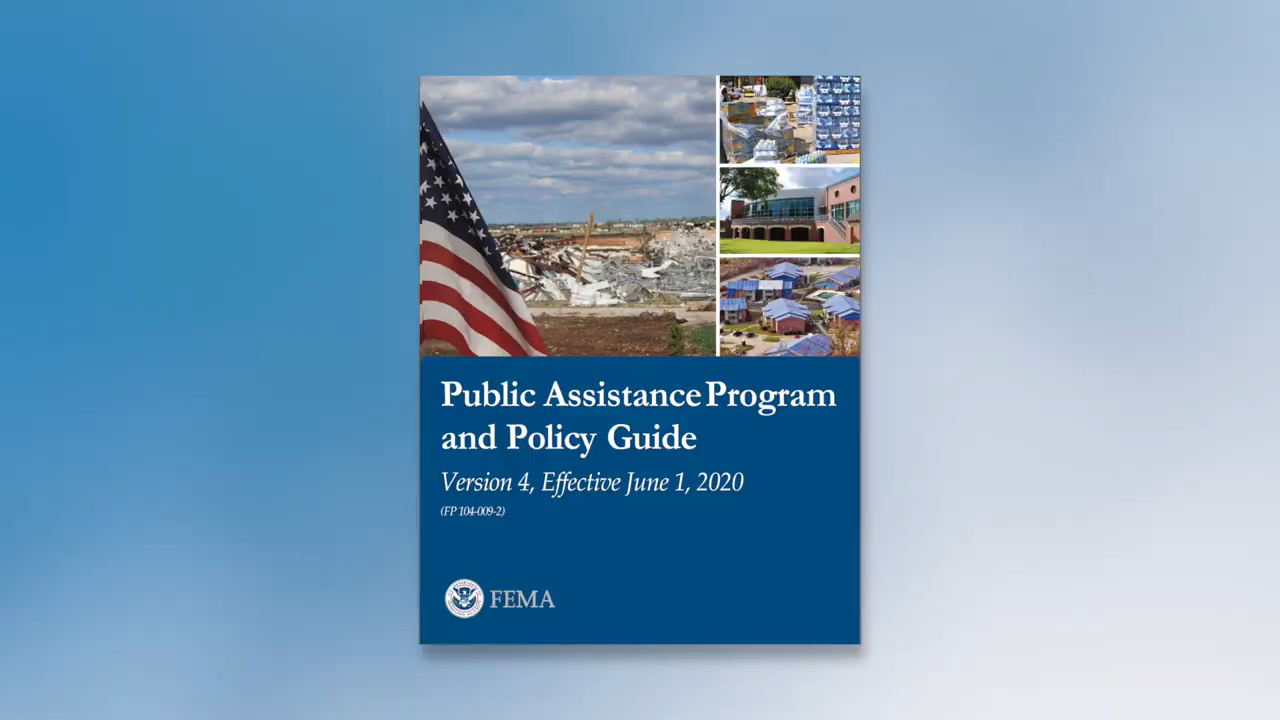 Public Assistance Program
and Policy Guide
Version 4, Effective June 1, 2020
(FP 104-009-2)
FEMA